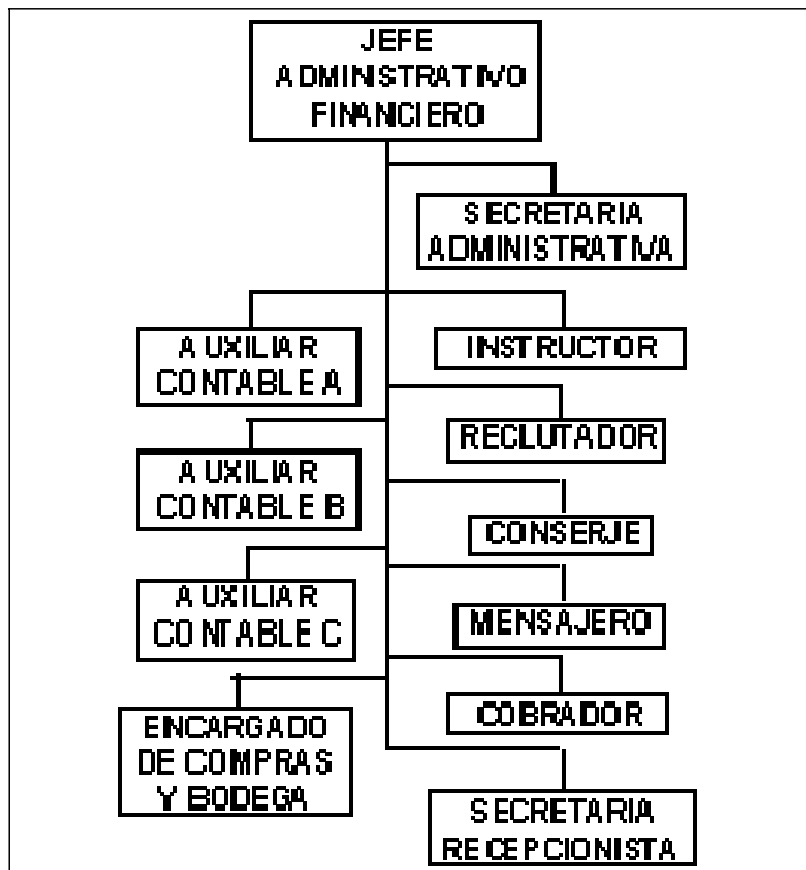 JEFE
ADMINISTRATIVO
FINANCIERO
SECRETARIA
ADMINISTRATIVA
AUXILIAR
CONTABLE A
INSTRUCTOR
RECLUTADOR
AUXILIAR
CONTABLE B
CONSERJE
AUXILIAR
CONTABLE C
MENSAJERO
COBRADOR
ENCARGADO
DE COMPRAS
Y BODEGA
SECRETARIA
RECEPCIONISTA